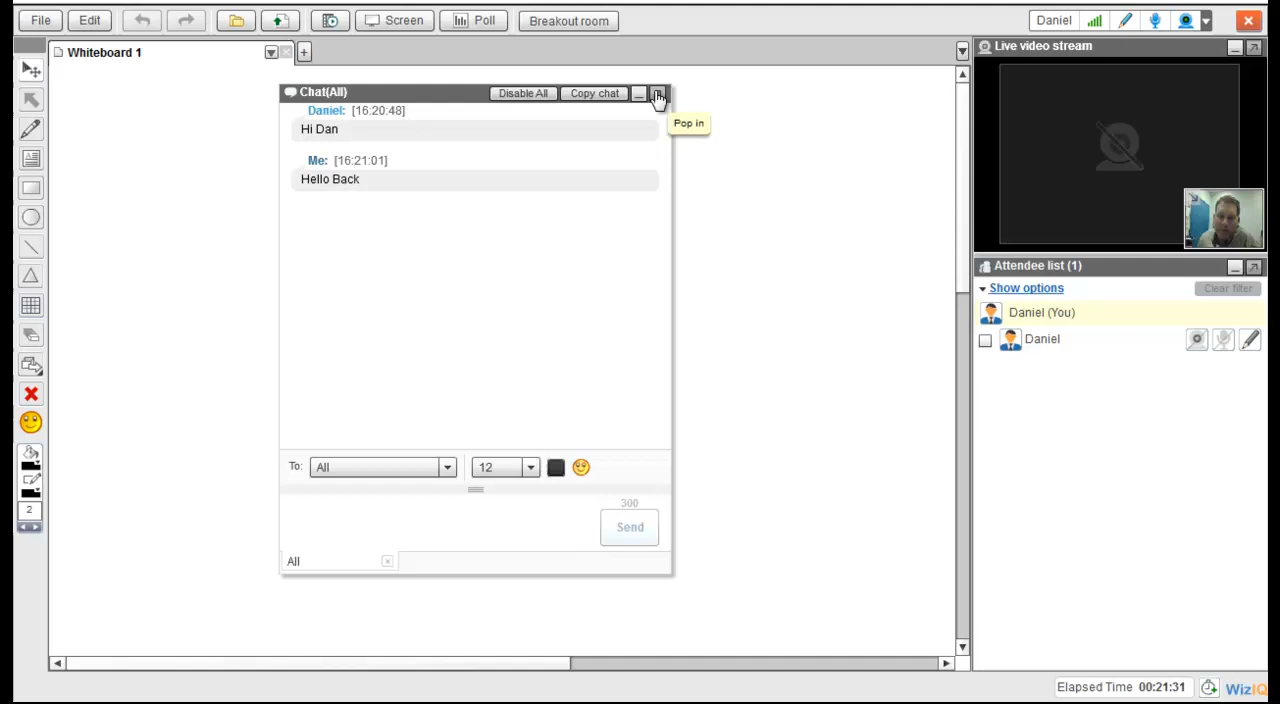 File Edit Screen Poll Breakout room Daniel
Whiteboard 1
Live video stream
Chat(All) Disable All Copy chat
Pop in
Daniel: [16:20:48]
Hi Dan
Me: [16:21:01]
Hello Back
Attendee list (1)
Show options Clear filter
Daniel (You)
Daniel
To: All 12
300
Send
All
2
Elapsed Time 00:21:31 WizIQ